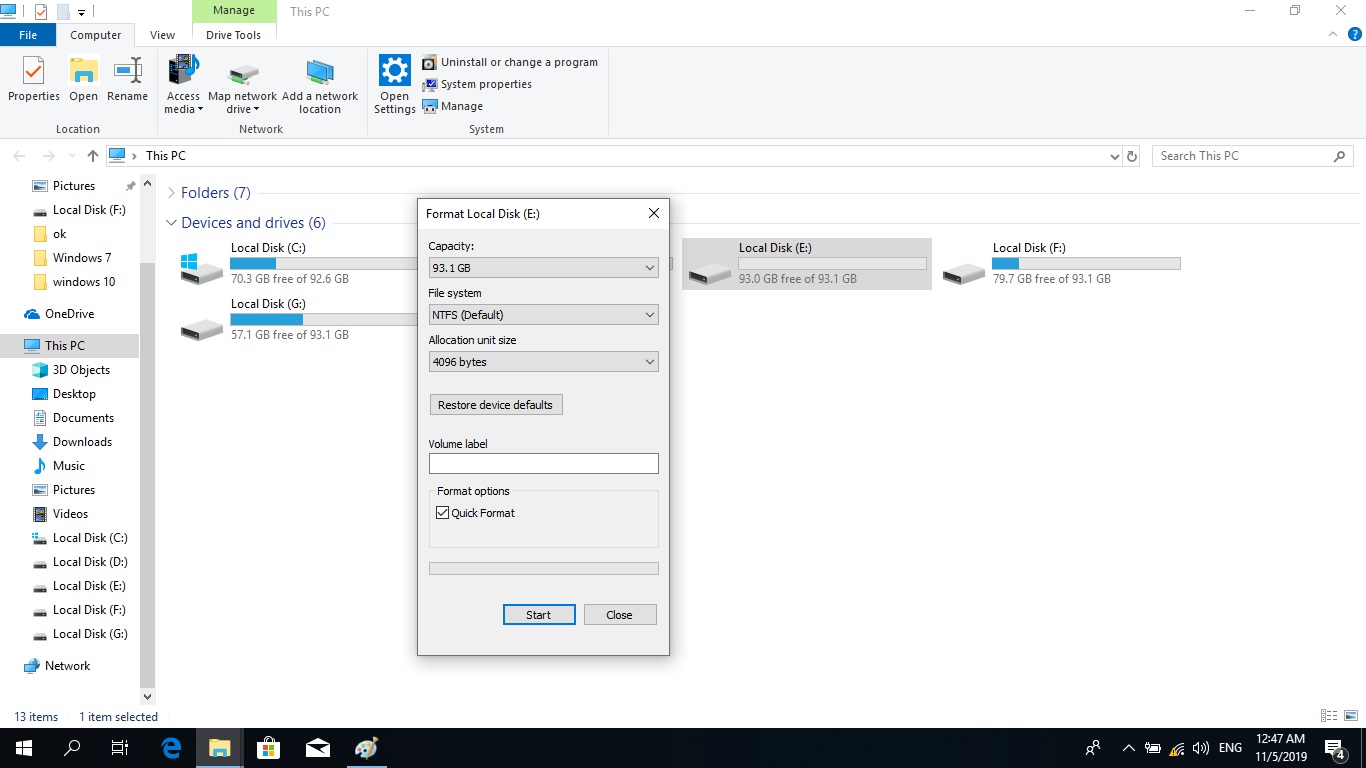 Manage
This PC
File
Computer
View
Drive Tools
Properties
Open
Rename
Access media
Map network drive
Add a network location
Open Settings
Uninstall or change a program
System properties
Manage
Location
Network
System
This PC
Search This PC
Pictures
Local Disk (F:)
ok
Windows 7
windows 10
OneDrive
This PC
3D Objects
Desktop
Documents
Downloads
Music
Pictures
Videos
Local Disk (C:)
Local Disk (D:)
Local Disk (E:)
Local Disk (F:)
Local Disk (G:)
Network
Folders (7)
Devices and drives (6)
Local Disk (C:)
70.3 GB free of 92.6 GB
Local Disk (E:)
93.0 GB free of 93.1 GB
Local Disk (F:)
79.7 GB free of 93.1 GB
Local Disk (G:)
57.1 GB free of 93.1 GB
Format Local Disk (E:)
Capacity:
93.1 GB
File system
NTFS (Default)
Allocation unit size
4096 bytes
Restore device defaults
Volume label
Format options
Quick Format
Start
Close
13 items
1 item selected
ENG
12:47 AM
11/5/2019
4